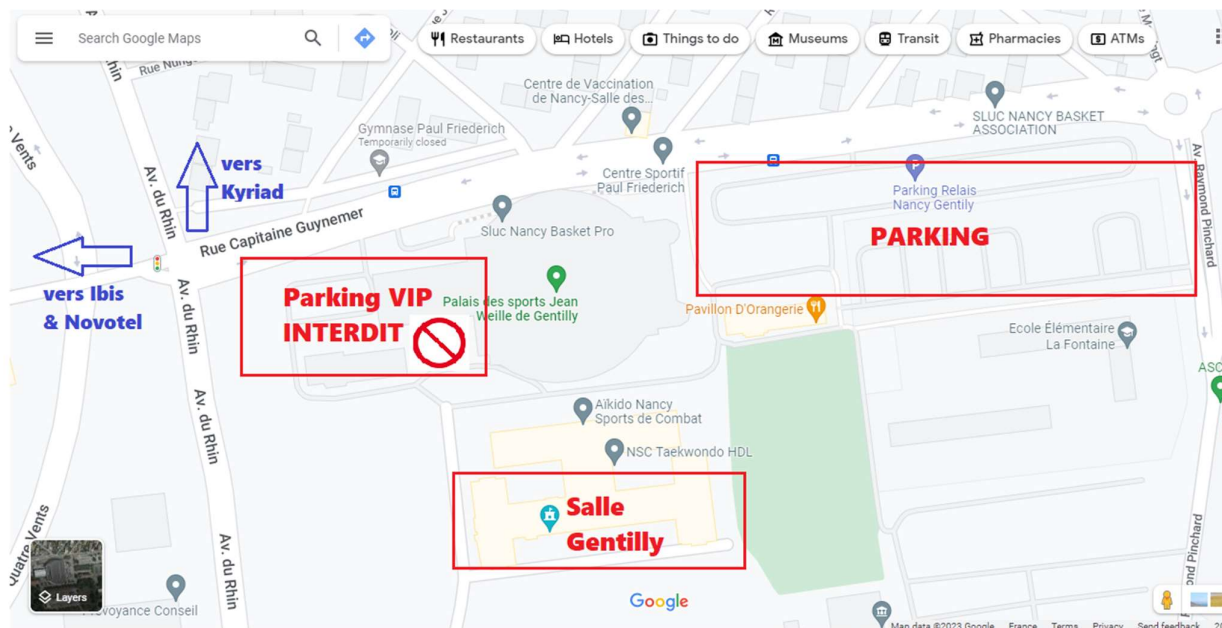 Search Google Maps
Restaurants
Hotels
Things to do
Museums
Transit
Pharmacies
ATMs
Centre de Vaccination
de Nancy-Salle des...
SLUC NANCY BASKET
ASSOCIATION
Gymnase Paul Friederich
Temporarily closed
Centre Sportif
Paul Friederich
Parking Relais
Nancy Gentily
PARKING
Av. Raymond Pinchard
vers
Kyriad
Av. du Rhin
Rue Capitaine Guynemer
Sluc Nancy Basket Pro
vers Ibis
& Novotel
Parking VIP
INTERDIT
Palais des sports Jean
Weille de Gentilly
Pavillon D'Orangerie
Ecole Élémentaire
La Fontaine
Av. du Rhin
Av. du Rhin
Aïkido Nancy
Sports de Combat
NSC Taekwondo HDL
Salle
Gentilly
Quatre Vents
Av. du Rhin
Layers
Google
Map data ©2023 Google France Terms Privacy Send feedback